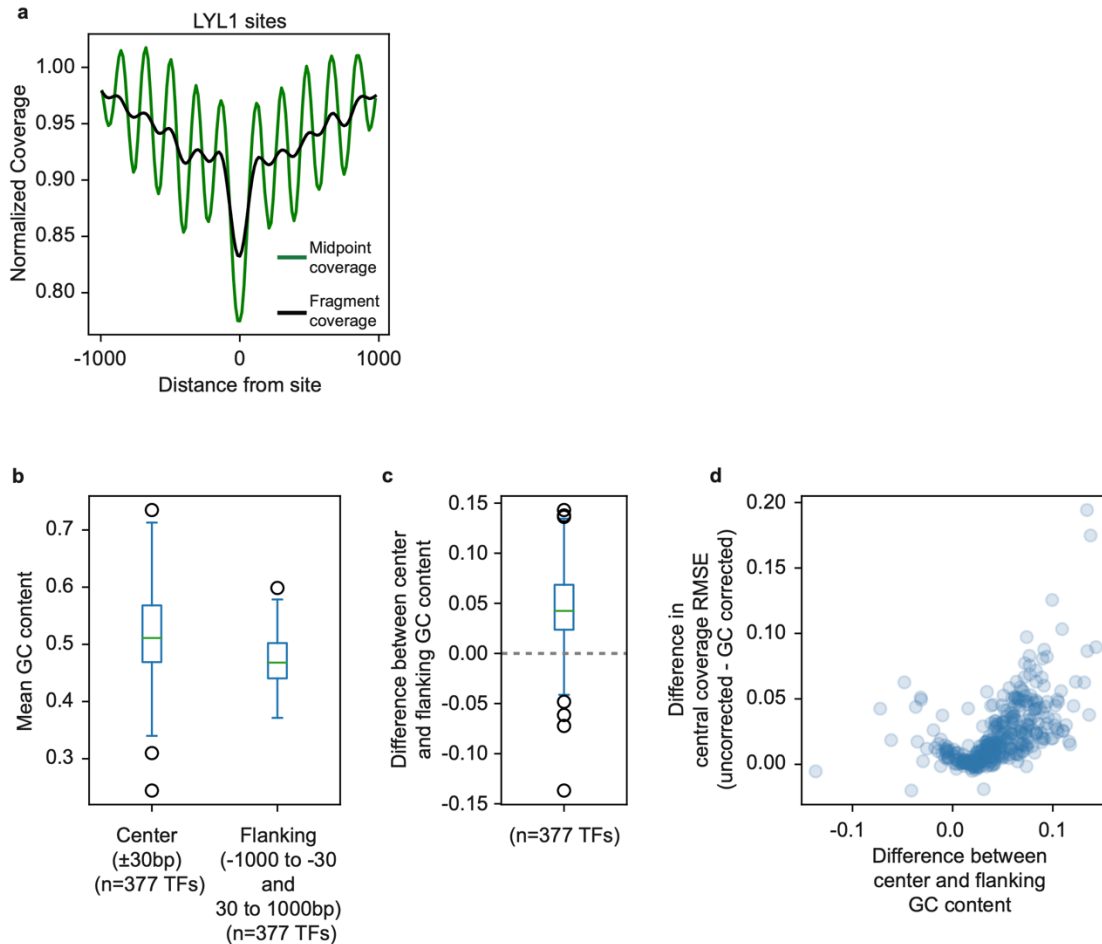 a
LYL1 sites
Normalized Coverage
1.00
0.95
0.90
0.85
0.80
Midpoint
coverage
Fragment
coverage
-1000
0
1000
Distance from site
b
Mean GC content
0.7
0.6
0.5
0.4
0.3
Center
(±30bp)
(n=377 TFs)
Flanking
(-1000 to -30
and
30 to 1000bp)
(n=377 TFs)
c
Difference between center
and flanking GC content
0.15
0.10
0.05
0.00
-0.05
-0.10
-0.15
(n=377 TFs)
d
Difference in
central coverage RMSE
(uncorrected - GC corrected)
0.20
0.15
0.10
0.05
0.00
-0.1
0.0
0.1
Difference between
center and flanking
GC content